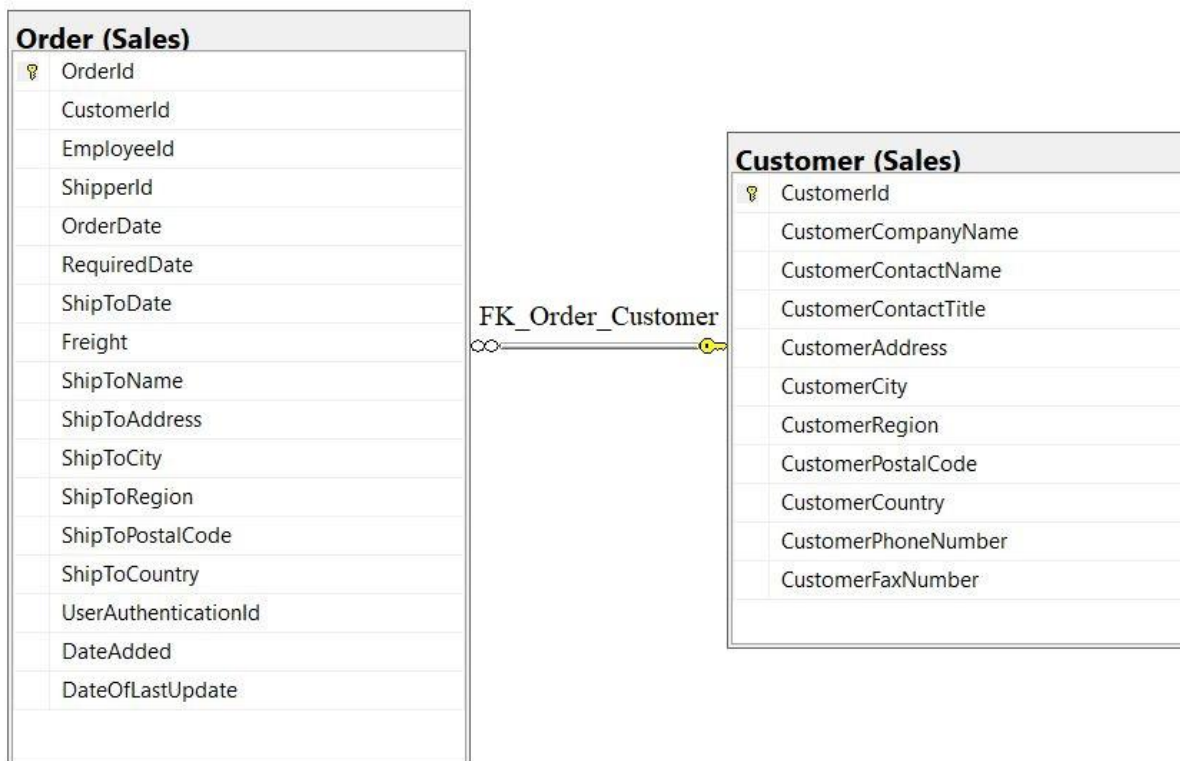 Order (Sales)
OrderId
CustomerId
EmployeeId
ShipperId
OrderDate
RequiredDate
ShipToDate
Freight
ShipToName
ShipToAddress
ShipToCity
ShipToRegion
ShipToPostalCode
ShipToCountry
UserAuthenticationId
DateAdded
DateOfLastUpdate
FK_Order_Customer
Customer (Sales)
CustomerId
CustomerCompanyName
CustomerContactName
CustomerContactTitle
CustomerAddress
CustomerCity
CustomerRegion
CustomerPostalCode
CustomerCountry
CustomerPhoneNumber
CustomerFaxNumber